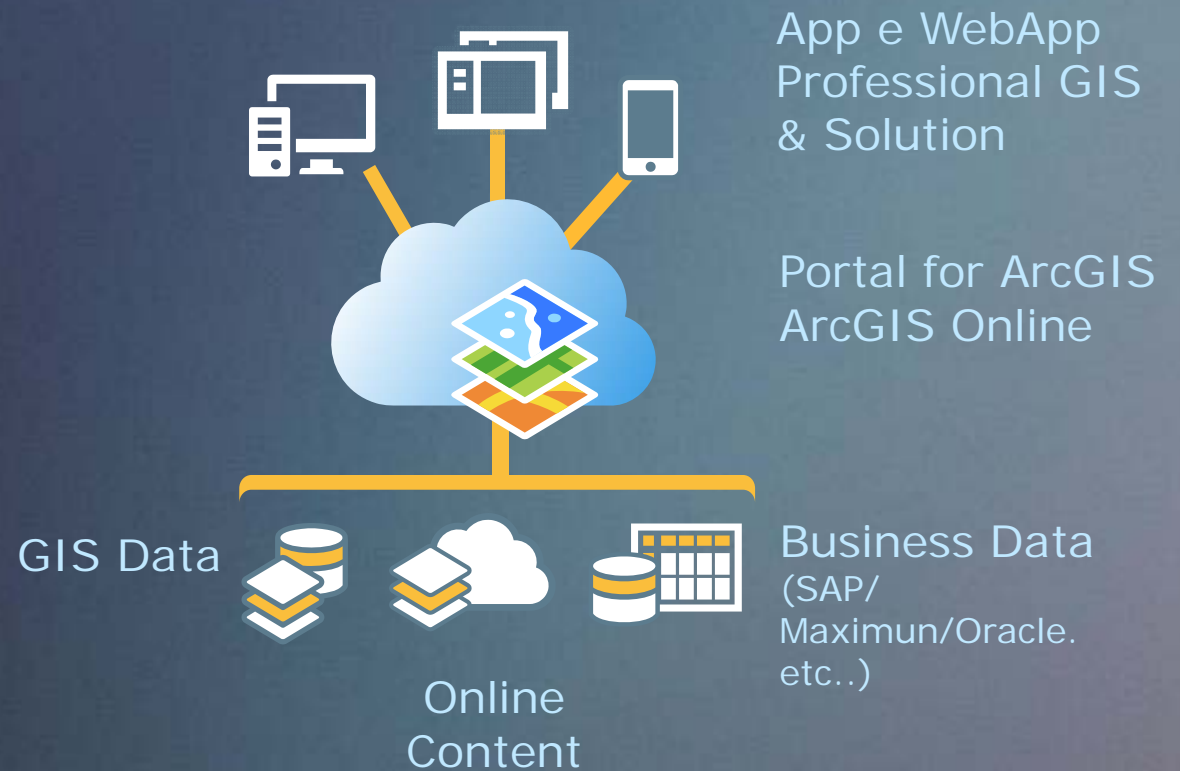 App e WebApp
Professional GIS
& Solution
Portal for ArcGIS
ArcGIS Online
GIS Data
Business Data
(SAP/
Maximun/Oracle.
etc..)
Online
Content